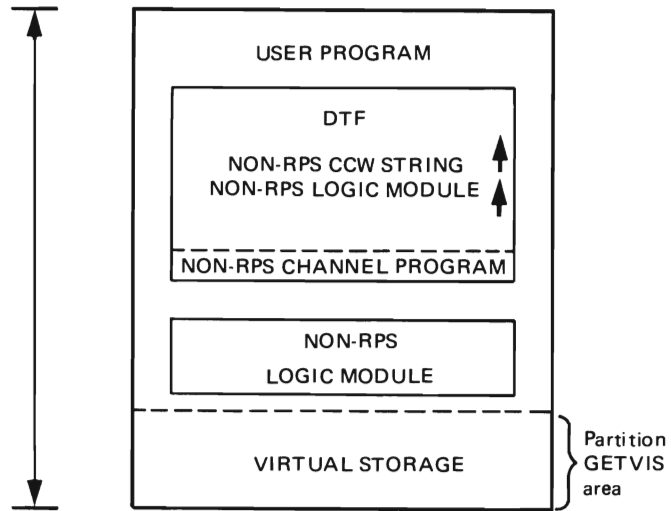 USER PROGRAM
DTF
NON-RPS CCW STRING
NON-RPS LOGIC MODULE
NON-RPS CHANNEL PROGRAM
NON-RPS
LOGIC MODULE
VIRTUAL STORAGE
Partition
GETVIS
area